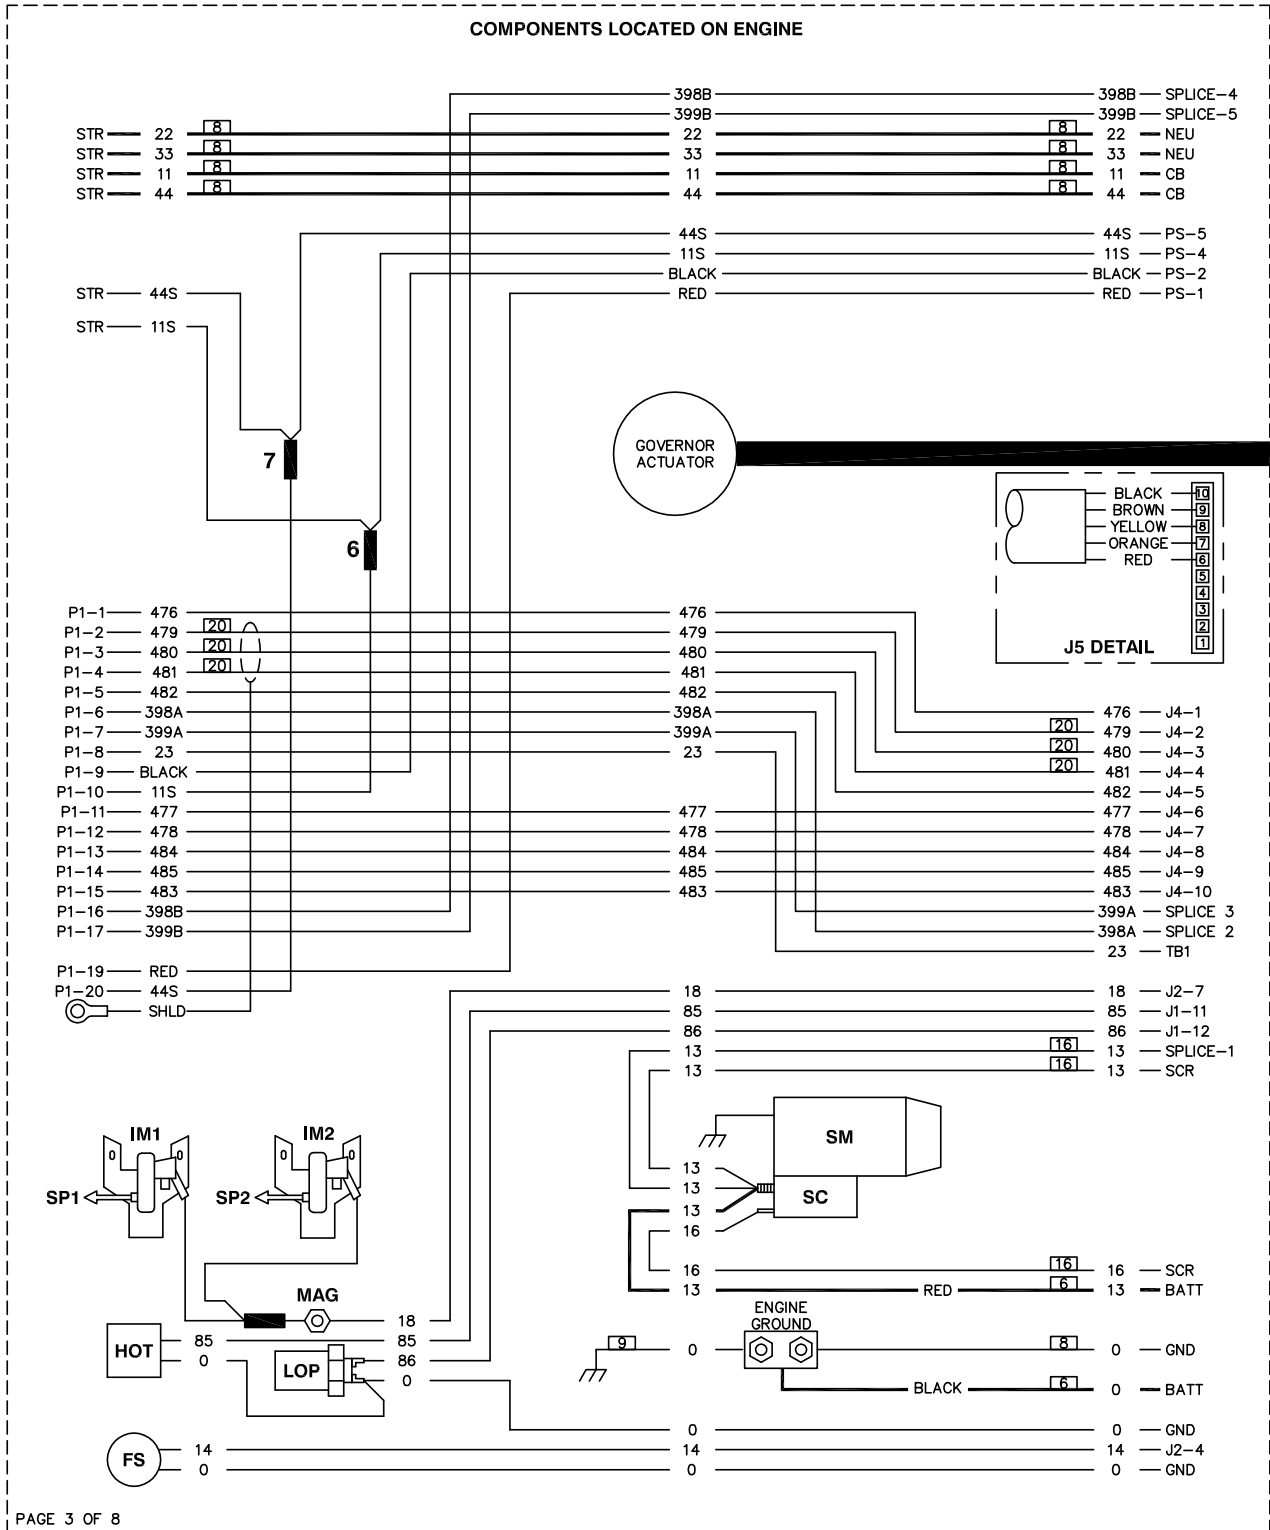 COMPONENTS LOCATED ON ENGINE
398B 398B SPLICE-4
399B 399B SPLICE-5
STR 22 8 22 8 22 NEU
STR 33 8 33 8 33 NEU
STR 11 8 11 8 11 CB
STR 44 8 44 8 44 CB
44S 44S PS-5
11S 11S PS-4
BLACK BLACK PS-2
STR 44S RED RED PS-1
STR 11S
GOVERNOR
ACTUATOR
7
6
BLACK 10
BROWN 9
YELLOW 8
ORANGE 7
RED 6
5
4
3
2
1
J5 DETAIL
P1-1 476 476
P1-2 479 20 479
P1-3 480 20 480
P1-4 481 20 481
P1-5 482 482
P1-6 398A 398A 476 J4-1
P1-7 399A 399A 20 479 J4-2
P1-8 23 23 20 480 J4-3
P1-9 BLACK 20 481 J4-4
P1-10 11S 482 J4-5
P1-11 477 477 477 J4-6
P1-12 478 478 478 J4-7
P1-13 484 484 484 J4-8
P1-14 485 485 485 J4-9
P1-15 483 483 483 J4-10
P1-16 398B 399A SPLICE 3
P1-17 399B 398A SPLICE 2
23 TB1
P1-19 RED
P1-20 44S 18 18 J2-7
SHLD 85 85 J1-11
86 86 J1-12
13 16 13 SPLICE-1
13 16 13 SCR
IM1 IM2 SM
SP1 SP2 SC
13
13
13
16
16 16 16 SCR
13 RED 6 13 BATT
MAG
18
HOT 85 85
0 LOP 86
0
ENGINE
GROUND
9 0 8 0 GND
BLACK 6 0 BATT
0 0 GND
FS 14 14 14 J2-4
0 0 0 GND
PAGE 3 OF 8